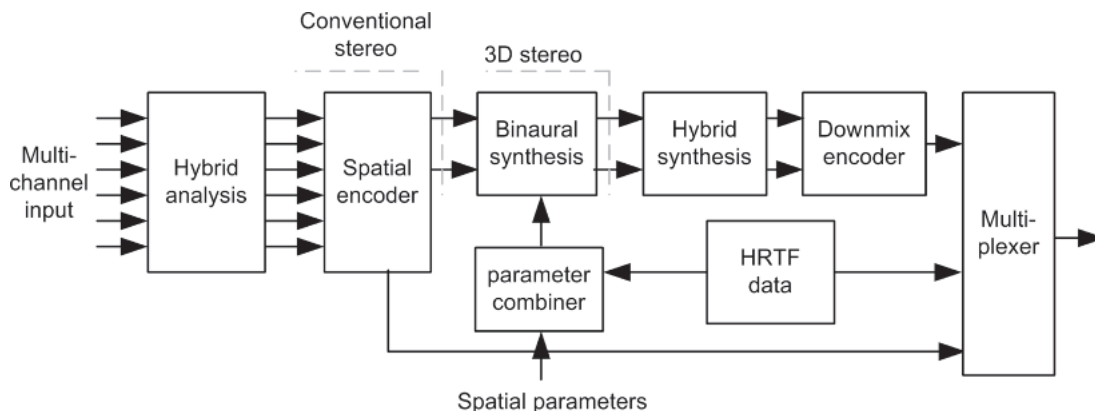 Conventional
stereo
3D stereo
Multi-
channel
input
Hybrid
analysis
Spatial
encoder
Binaural
synthesis
Hybrid
synthesis
Downmix
encoder
Multi-
plexer
parameter
combiner
HRTF
data
Spatial parameters